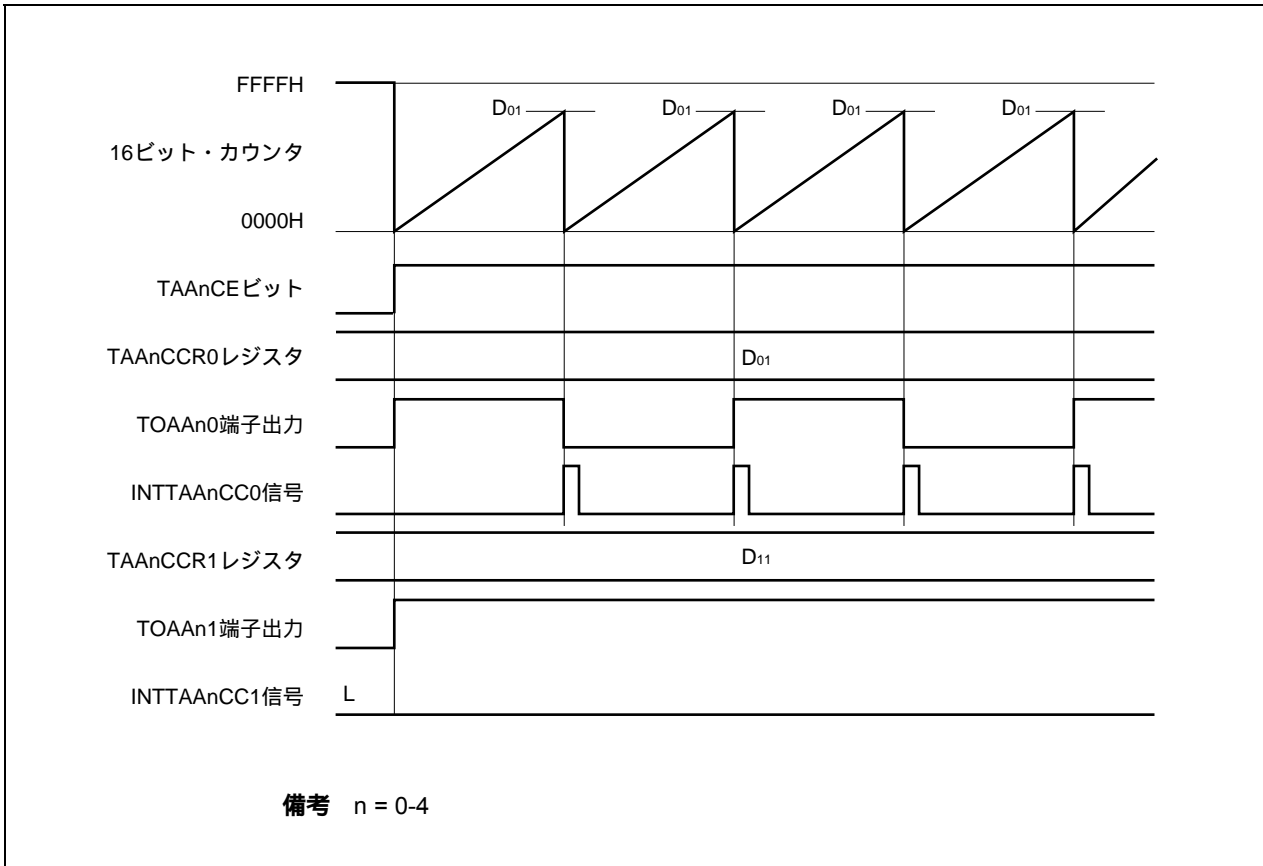 FFFFH
D01 D01 D01 D01
16ビット・カウンタ
0000H
TAAnCEビット
TAAnCCR0レジスタ D01
TOAAn0端子出力
INTTAAnCC0信号
TAAnCCR1レジスタ D11
TOAAn1端子出力
INTTAAnCC1信号 L
備考 n = 0-4